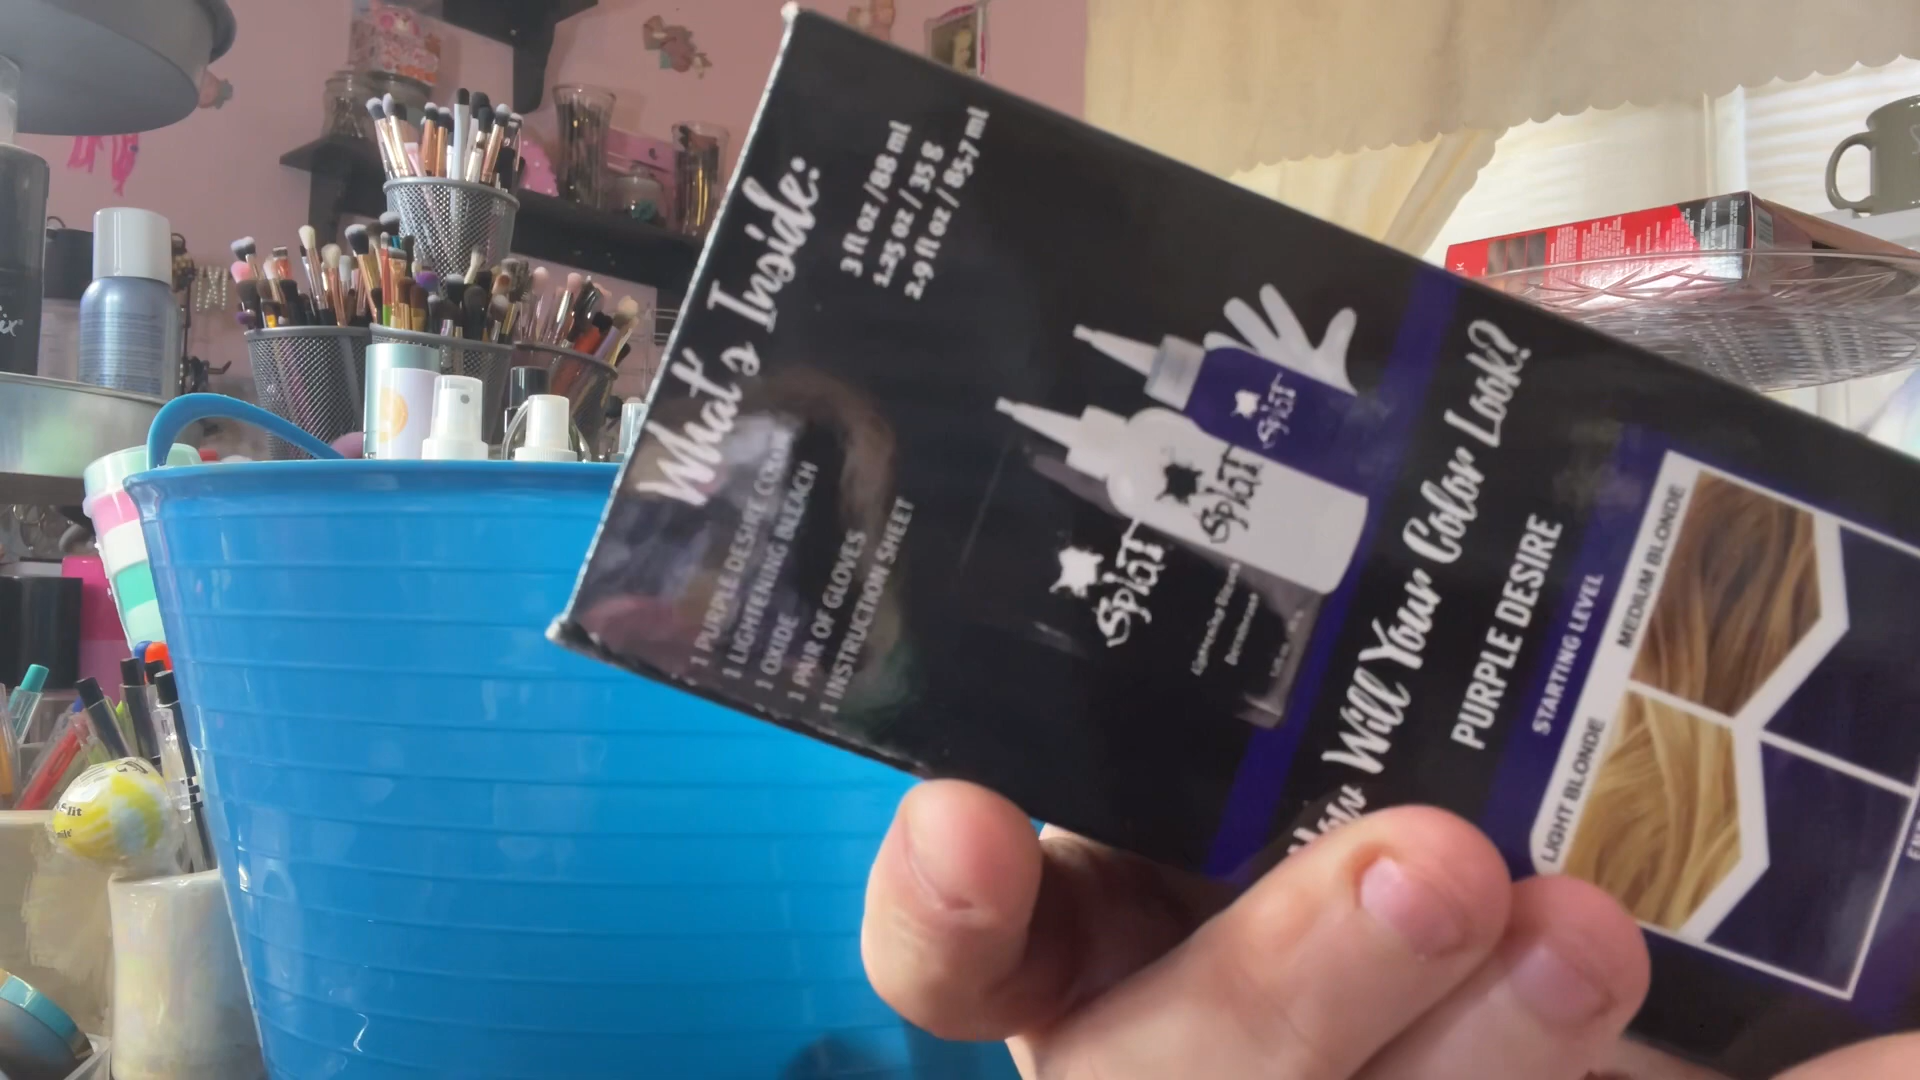 What's Inside:
1 PURPLE DESIRE COLOR 3 fl oz / 88 ml
1 LIGHTENING BLEACH 1.25 oz / 35 g
1 OXIDE 2.9 fl oz / 85.7 ml
1 PAIR OF GLOVES
1 INSTRUCTION SHEET
Splat
Splat
Splat
How Will Your Color Look?
PURPLE DESIRE
STARTING LEVEL
MEDIUM BLONDE
LIGHT BLONDE